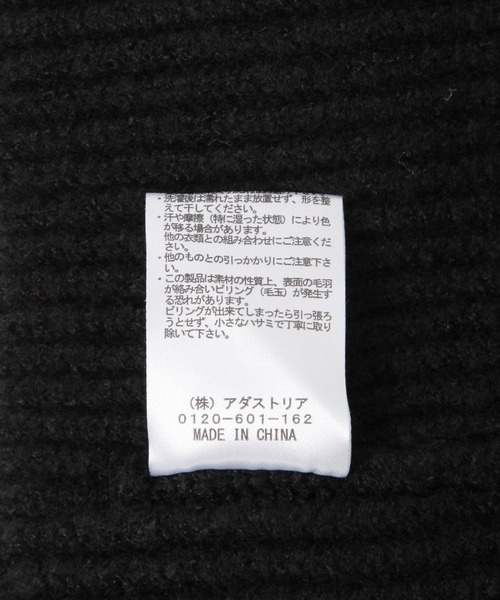 ・洗濯後は濡れたまま放置せず、形を整
えて干してください。
・汗や摩擦（特に湿った状態）により色
が移る場合があります。
他の衣類との組み合わせにご注意くださ
い。
・他のものとの引っかかりにご注意下さ
い。
・この製品は素材の性質上、表面の毛羽
が絡み合いピリング（毛玉）が発生す
る恐れがあります。
ピリングが出来てしまったら引っ張ろ
うとせず、小さなハサミで丁寧に取り
除いて下さい。
（株）アダストリア
0120-601-162
MADE IN CHINA